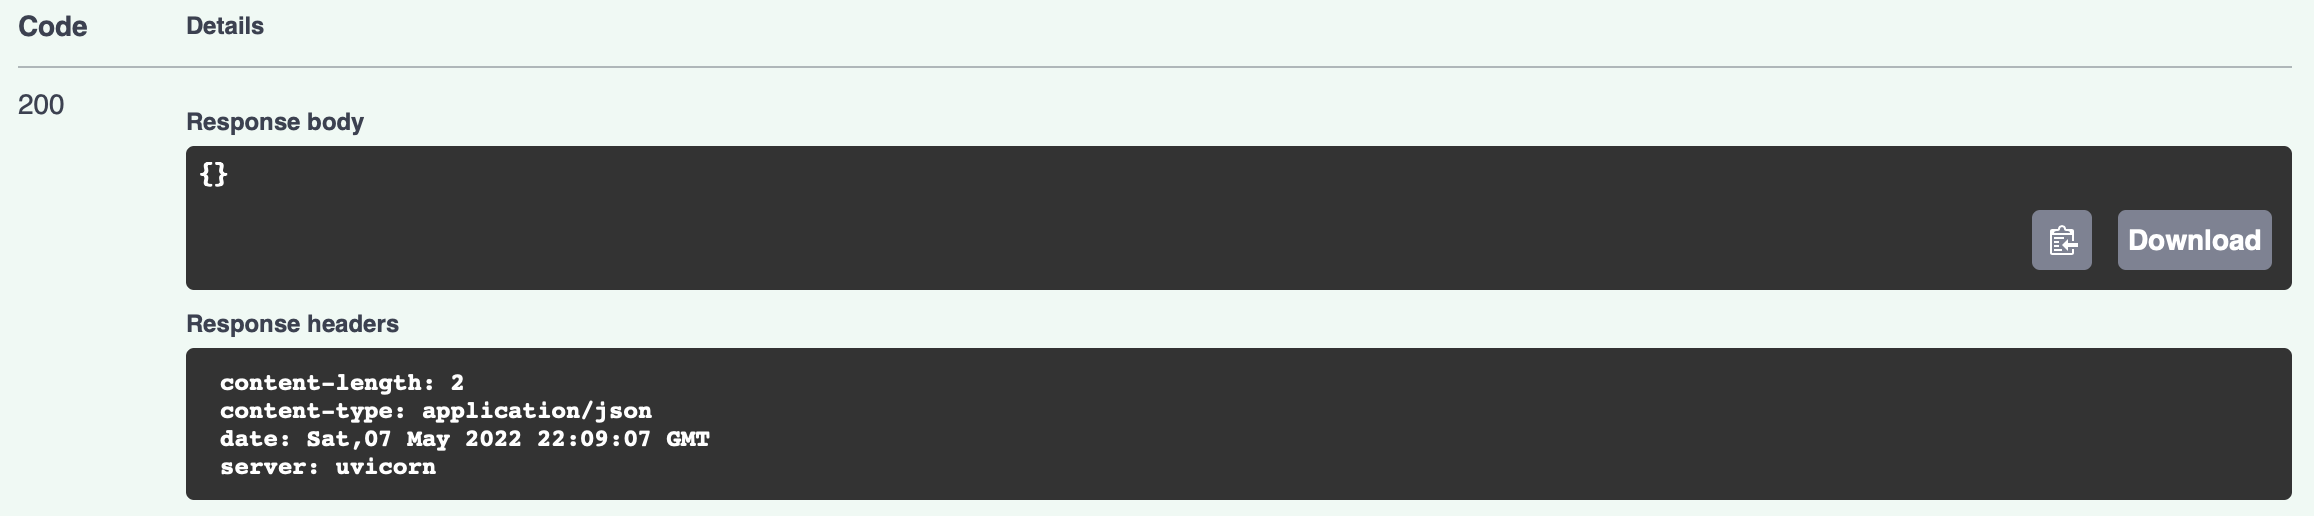 Code Details
200
Response body
{}
Download
Response headers
content-length: 2
content-type: application/json
date: Sat,07 May 2022 22:09:07 GMT
server: uvicorn